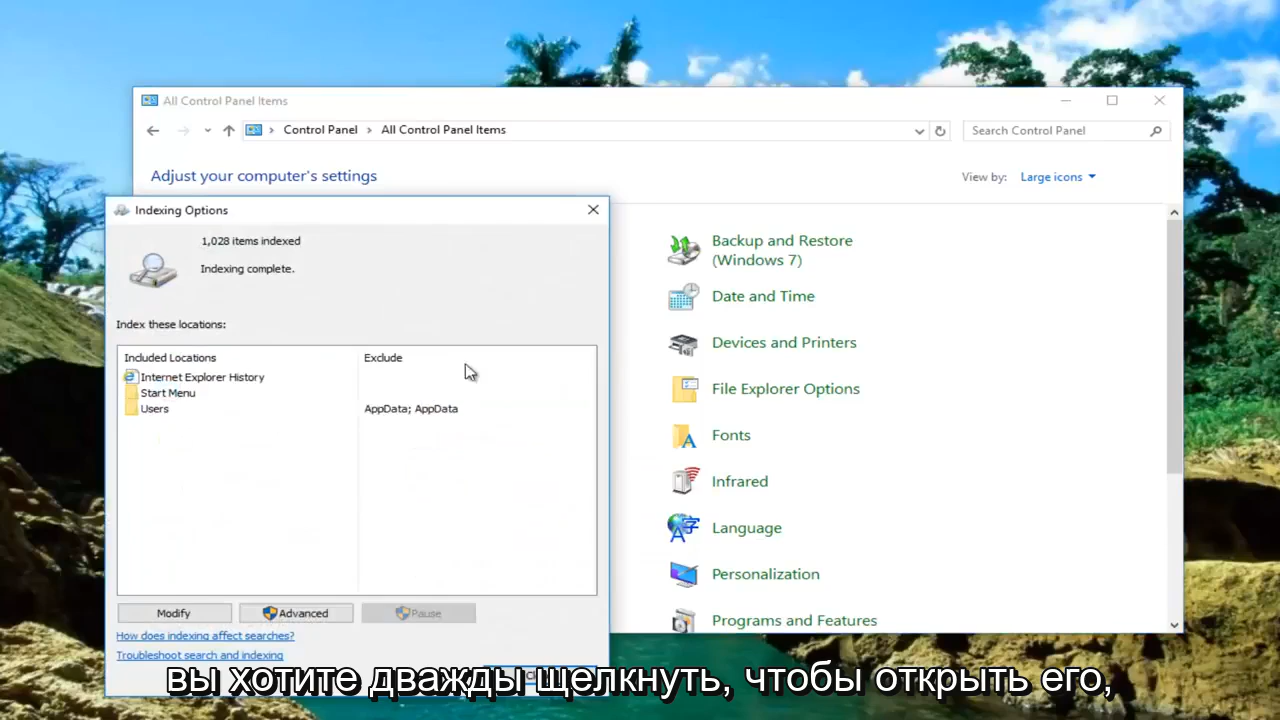 All Control Panel Items
Control Panel > All Control Panel Items
Search Control Panel
Adjust your computer's settings
View by: Large icons
Indexing Options
1,028 items indexed
Indexing complete.
Index these locations:
Included Locations Exclude
Internet Explorer History
Start Menu
Users AppData; AppData
Modify Advanced Pause
How does indexing affect searches?
Troubleshoot search and indexing
Backup and Restore
(Windows 7)
Date and Time
Devices and Printers
File Explorer Options
Fonts
Infrared
Language
Personalization
Programs and Features
вы хотите дважды щелкнуть, чтобы открыть его,